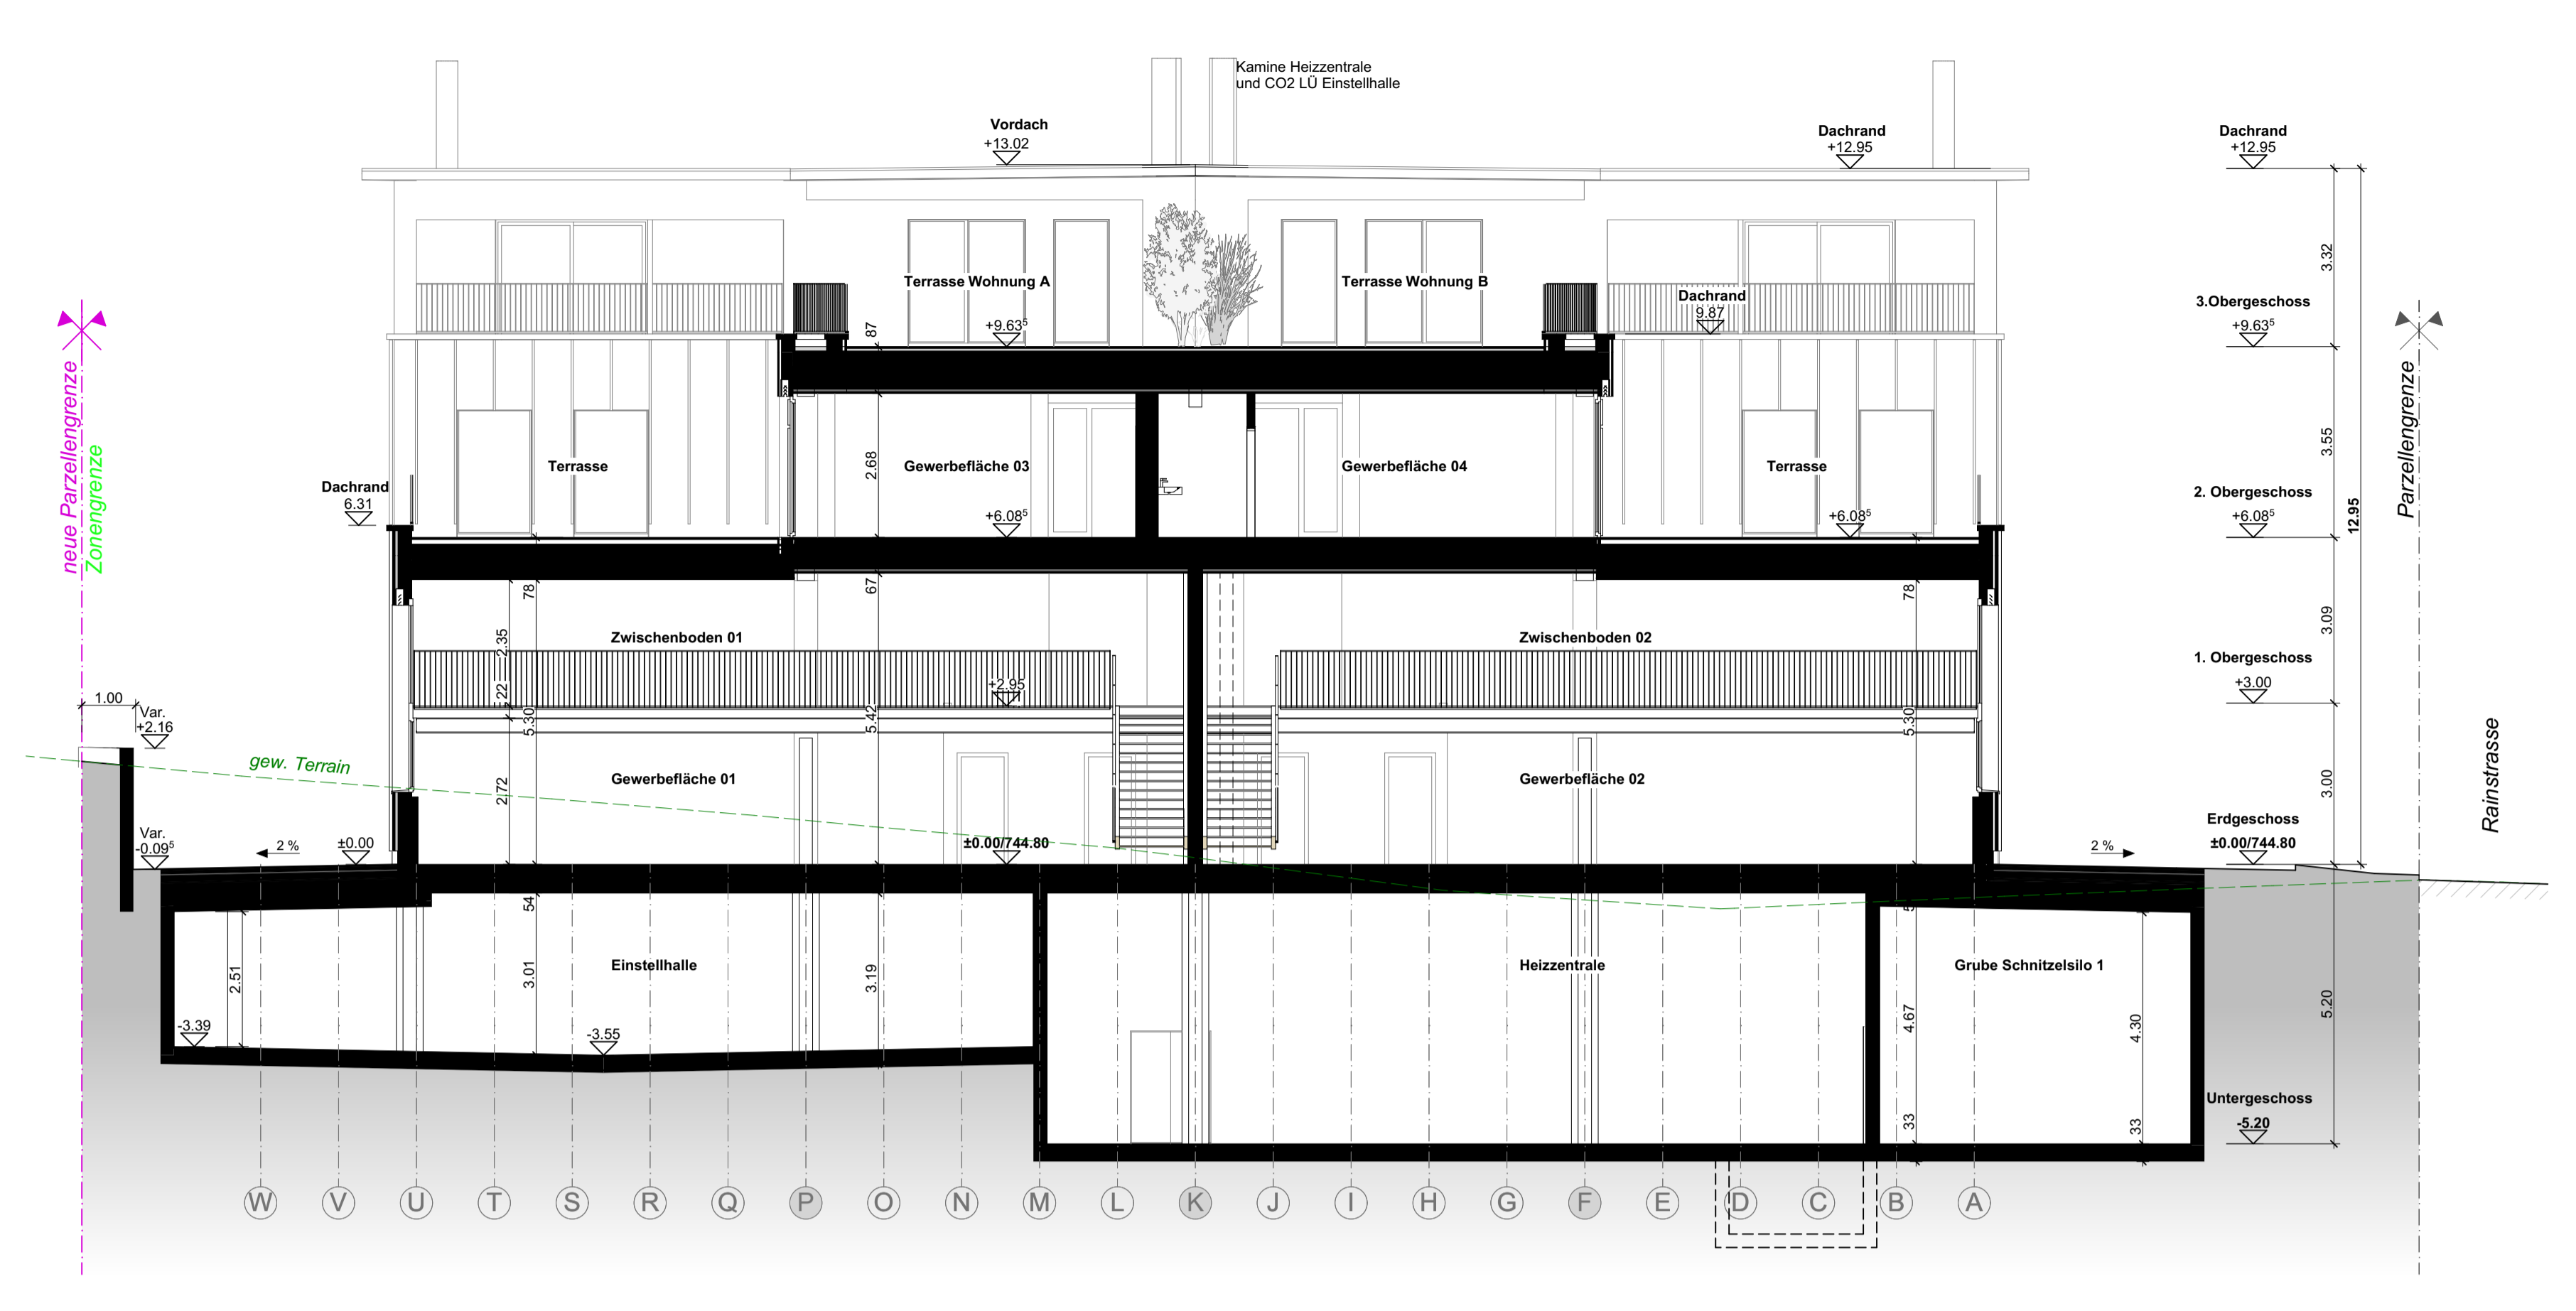 Kamine Heizzentrale
und CO2 LÜ Einstellhalle
Vordach
+13.02
Dachrand
+12.95
Dachrand
+12.95
3.32
Terrasse Wohnung A
Terrasse Wohnung B
Dachrand
9.87
3.Obergeschoss
+9.63⁵
+9.63⁵
87
neue Parzellengrenze
Zonengrenze
Parzellengrenze
Terrasse
2.68
Gewerbefläche 03
Gewerbefläche 04
Terrasse
3.55
Dachrand
6.31
+6.08⁵
+6.08⁵
2. Obergeschoss
+6.08⁵
12.95
78
67
78
2.35
Zwischenboden 01
Zwischenboden 02
3.09
1. Obergeschoss
+3.00
22
+2.95
5.30
5.42
5.30
1.00
Var.
+2.16
gew. Terrain
2.72
Gewerbefläche 01
Gewerbefläche 02
3.00
Rainstrasse
Var.
-0.09⁵
2 %
±0.00
±0.00/744.80
2 %
Erdgeschoss
±0.00/744.80
54
2.51
3.01
Einstellhalle
3.19
Heizzentrale
Grube Schnitzelsilo 1
5.20
-3.39
-3.55
4.67
4.30
33
33
Untergeschoss
-5.20
W V U T S R Q P O N M L K J I H G F E D C B A